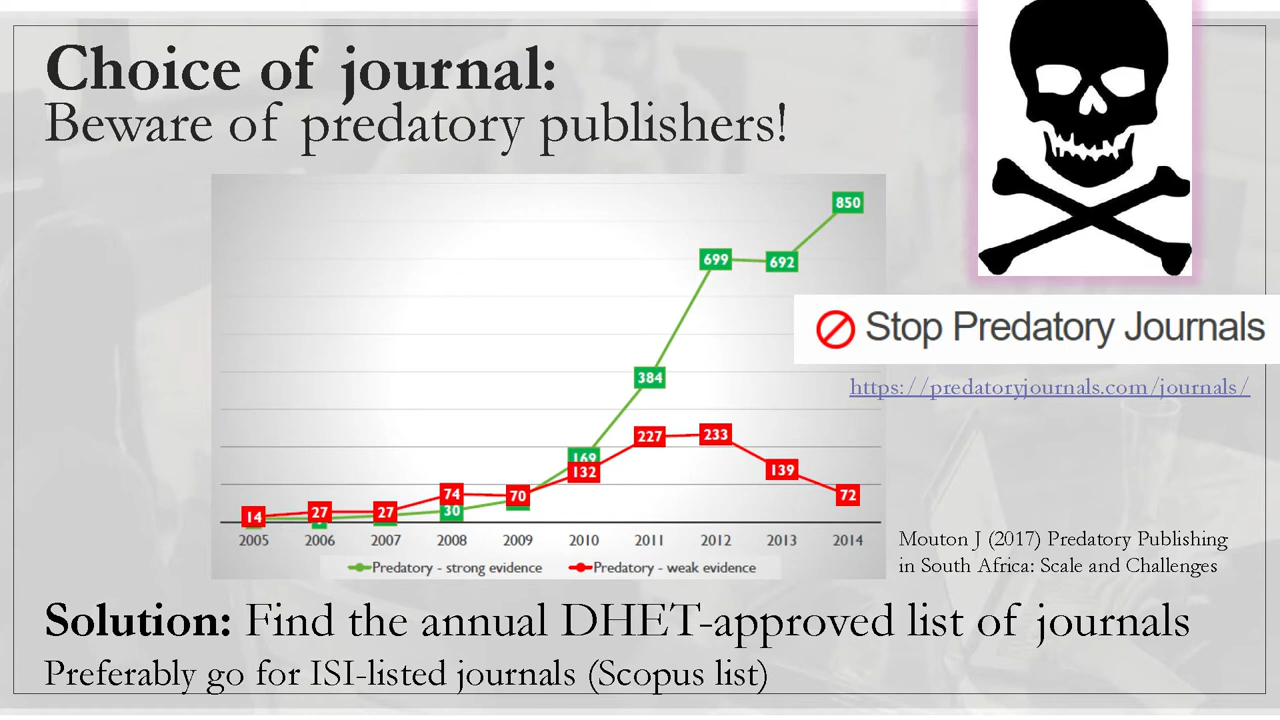 Choice of journal:
Beware of predatory publishers!
850
699
692
384
169
132
227
233
139
72
14
27
27
74
30
70
2005 2006 2007 2008 2009 2010 2011 2012 2013 2014
Predatory - strong evidence Predatory - weak evidence
Stop Predatory Journals
https://predatoryjournals.com/journals/
Mouton J (2017) Predatory Publishing
in South Africa: Scale and Challenges
Solution: Find the annual DHET-approved list of journals
Preferably go for ISI-listed journals (Scopus list)